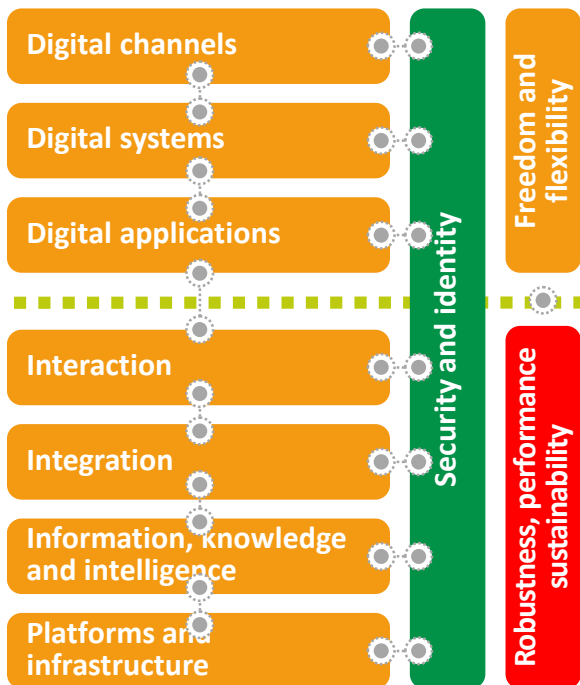 Digital channels
Digital systems
Digital applications
Interaction
Integration
Information, knowledge
and intelligence
Platforms and
infrastructure
Security and identity
Freedom and
flexibility
Robustness, performance
sustainability